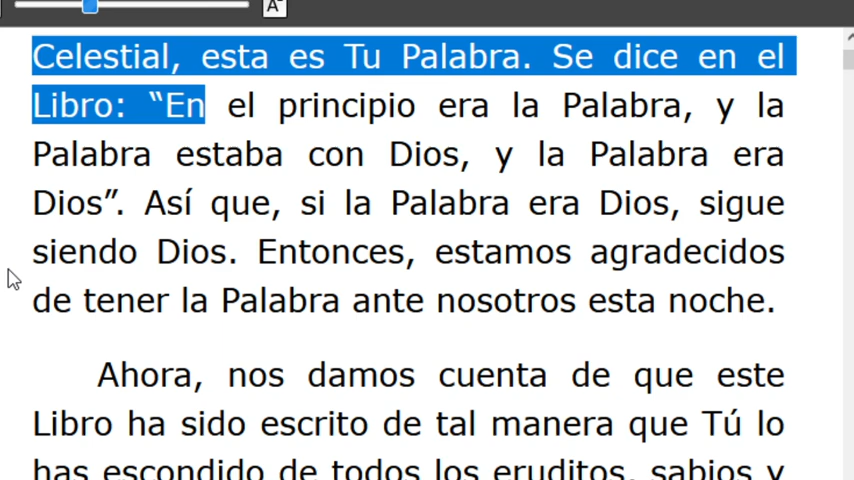 A
Celestial, esta es Tu Palabra. Se dice en el
Libro: “En el principio era la Palabra, y la
Palabra estaba con Dios, y la Palabra era
Dios”. Así que, si la Palabra era Dios, sigue
siendo Dios. Entonces, estamos agradecidos
de tener la Palabra ante nosotros esta noche.
Ahora, nos damos cuenta de que este
Libro ha sido escrito de tal manera que Tú lo
has escondido de todos los eruditos, sabios y